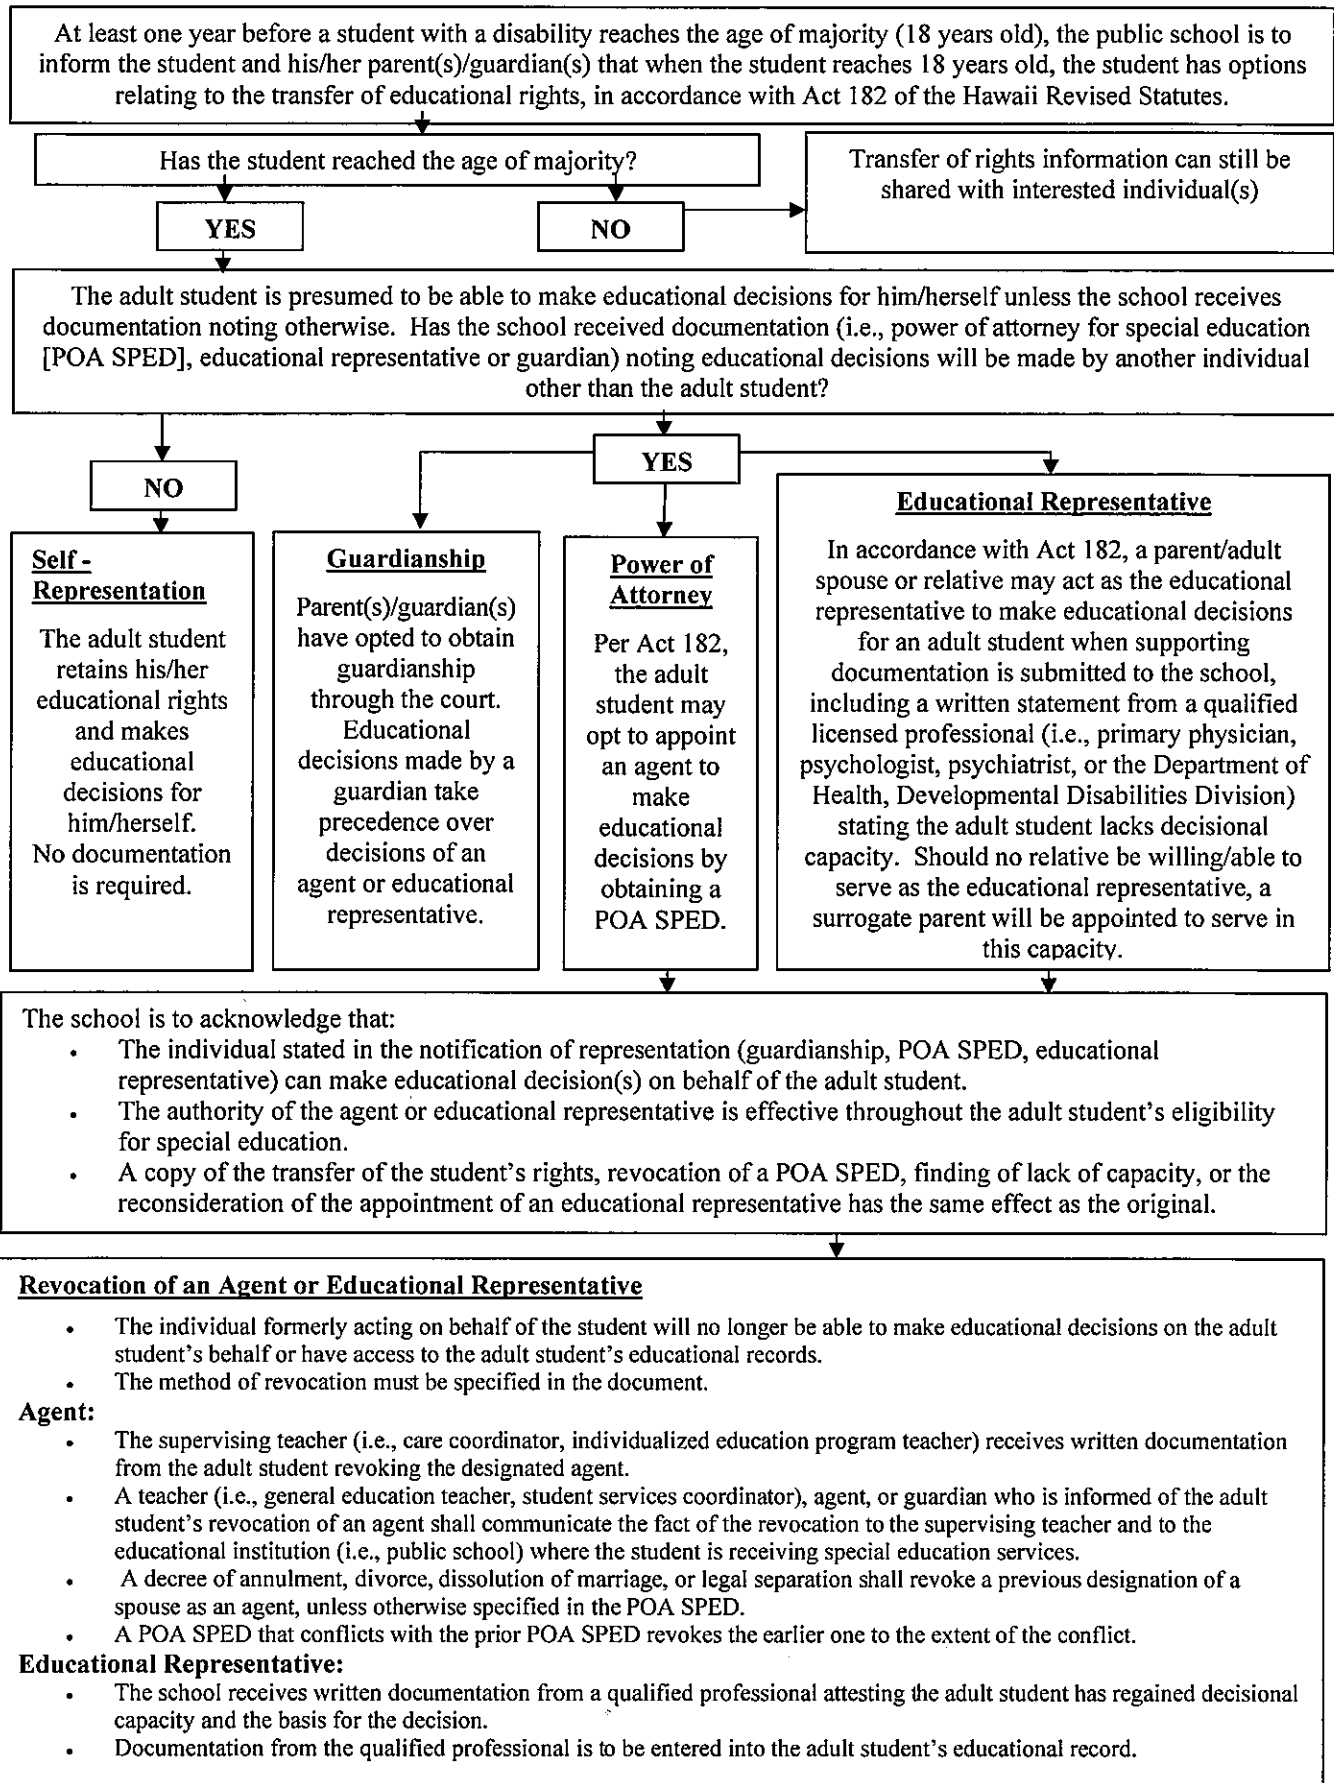 At least one year before a student with a disability reaches the age of majority (18 years old), the public school is to
inform the student and his/her parent(s)/guardian(s) that when the student reaches 18 years old, the student has options
relating to the transfer of educational rights, in accordance with Act 182 of the Hawaii Revised Statutes.
Has the student reached the age of majority?
Transfer of rights information can still be
shared with interested individual(s)
YES
NO
The adult student is presumed to be able to make educational decisions for him/herself unless the school receives
documentation noting otherwise. Has the school received documentation (i.e., power of attorney for special education
[POA SPED], educational representative or guardian) noting educational decisions will be made by another individual
other than the adult student?
NO
YES
Self -
Representation
The adult student
retains his/her
educational rights
and makes
educational
decisions for
him/herself.
No documentation
is required.
Guardianship
Parent(s)/guardian(s)
have opted to obtain
guardianship
through the court.
Educational
decisions made by a
guardian take
precedence over
decisions of an
agent or educational
representative.
Power of
Attorney
Per Act 182,
the adult
student may
opt to appoint
an agent to
make
educational
decisions by
obtaining a
POA SPED.
Educational Representative
In accordance with Act 182, a parent/adult
spouse or relative may act as the educational
representative to make educational decisions
for an adult student when supporting
documentation is submitted to the school,
including a written statement from a qualified
licensed professional (i.e., primary physician,
psychologist, psychiatrist, or the Department of
Health, Developmental Disabilities Division)
stating the adult student lacks decisional
capacity. Should no relative be willing/able to
serve as the educational representative, a
surrogate parent will be appointed to serve in
this capacity.
The school is to acknowledge that:
• The individual stated in the notification of representation (guardianship, POA SPED, educational
representative) can make educational decision(s) on behalf of the adult student.
• The authority of the agent or educational representative is effective throughout the adult student's eligibility
for special education.
• A copy of the transfer of the student's rights, revocation of a POA SPED, finding of lack of capacity, or the
reconsideration of the appointment of an educational representative has the same effect as the original.
Revocation of an Agent or Educational Representative
• The individual formerly acting on behalf of the student will no longer be able to make educational decisions on the adult
student's behalf or have access to the adult student's educational records.
• The method of revocation must be specified in the document.
Agent:
• The supervising teacher (i.e., care coordinator, individualized education program teacher) receives written documentation
from the adult student revoking the designated agent.
• A teacher (i.e., general education teacher, student services coordinator), agent, or guardian who is informed of the adult
student's revocation of an agent shall communicate the fact of the revocation to the supervising teacher and to the
educational institution (i.e., public school) where the student is receiving special education services.
• A decree of annulment, divorce, dissolution of marriage, or legal separation shall revoke a previous designation of a
spouse as an agent, unless otherwise specified in the POA SPED.
• A POA SPED that conflicts with the prior POA SPED revokes the earlier one to the extent of the conflict.
Educational Representative:
• The school receives written documentation from a qualified professional attesting the adult student has regained decisional
capacity and the basis for the decision.
• Documentation from the qualified professional is to be entered into the adult student's educational record.